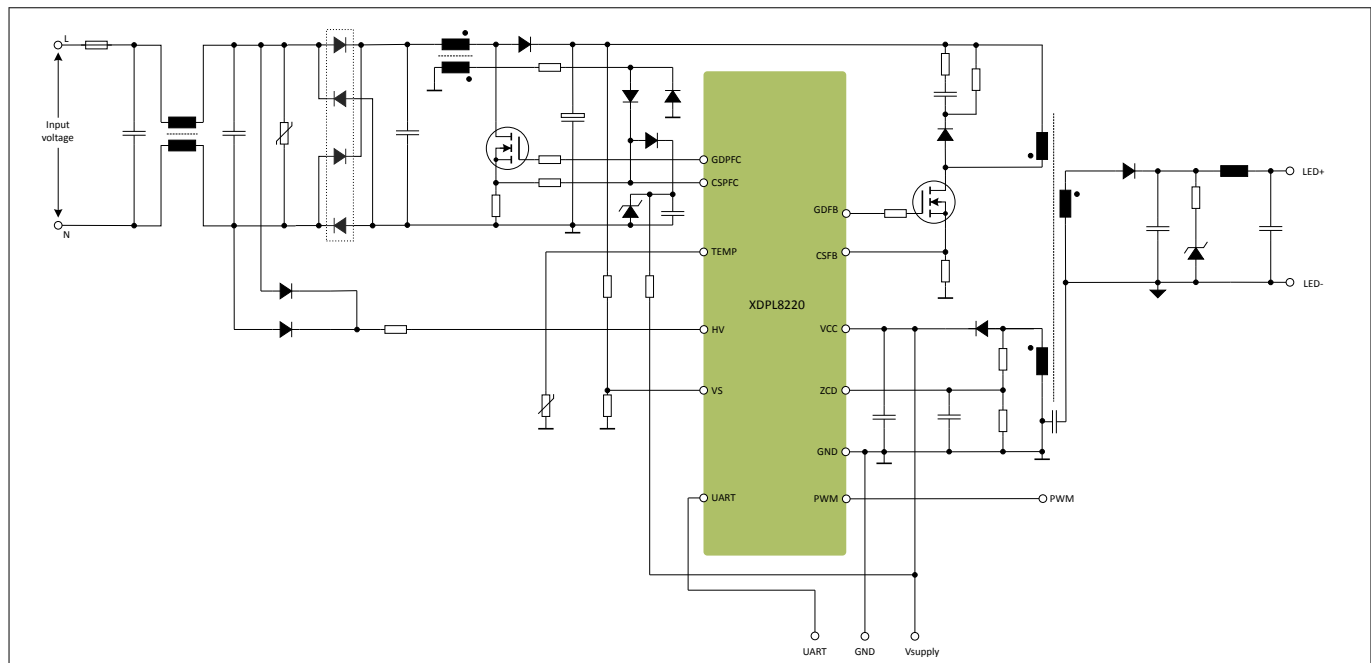 L
Input
voltage
N
GDPFC
CSPFC
TEMP
HV
VS
UART
XDPL8220
GDFB
CSFB
VCC
ZCD
GND
PWM
PWM
LED+
LED-
UART
GND
Vsupply